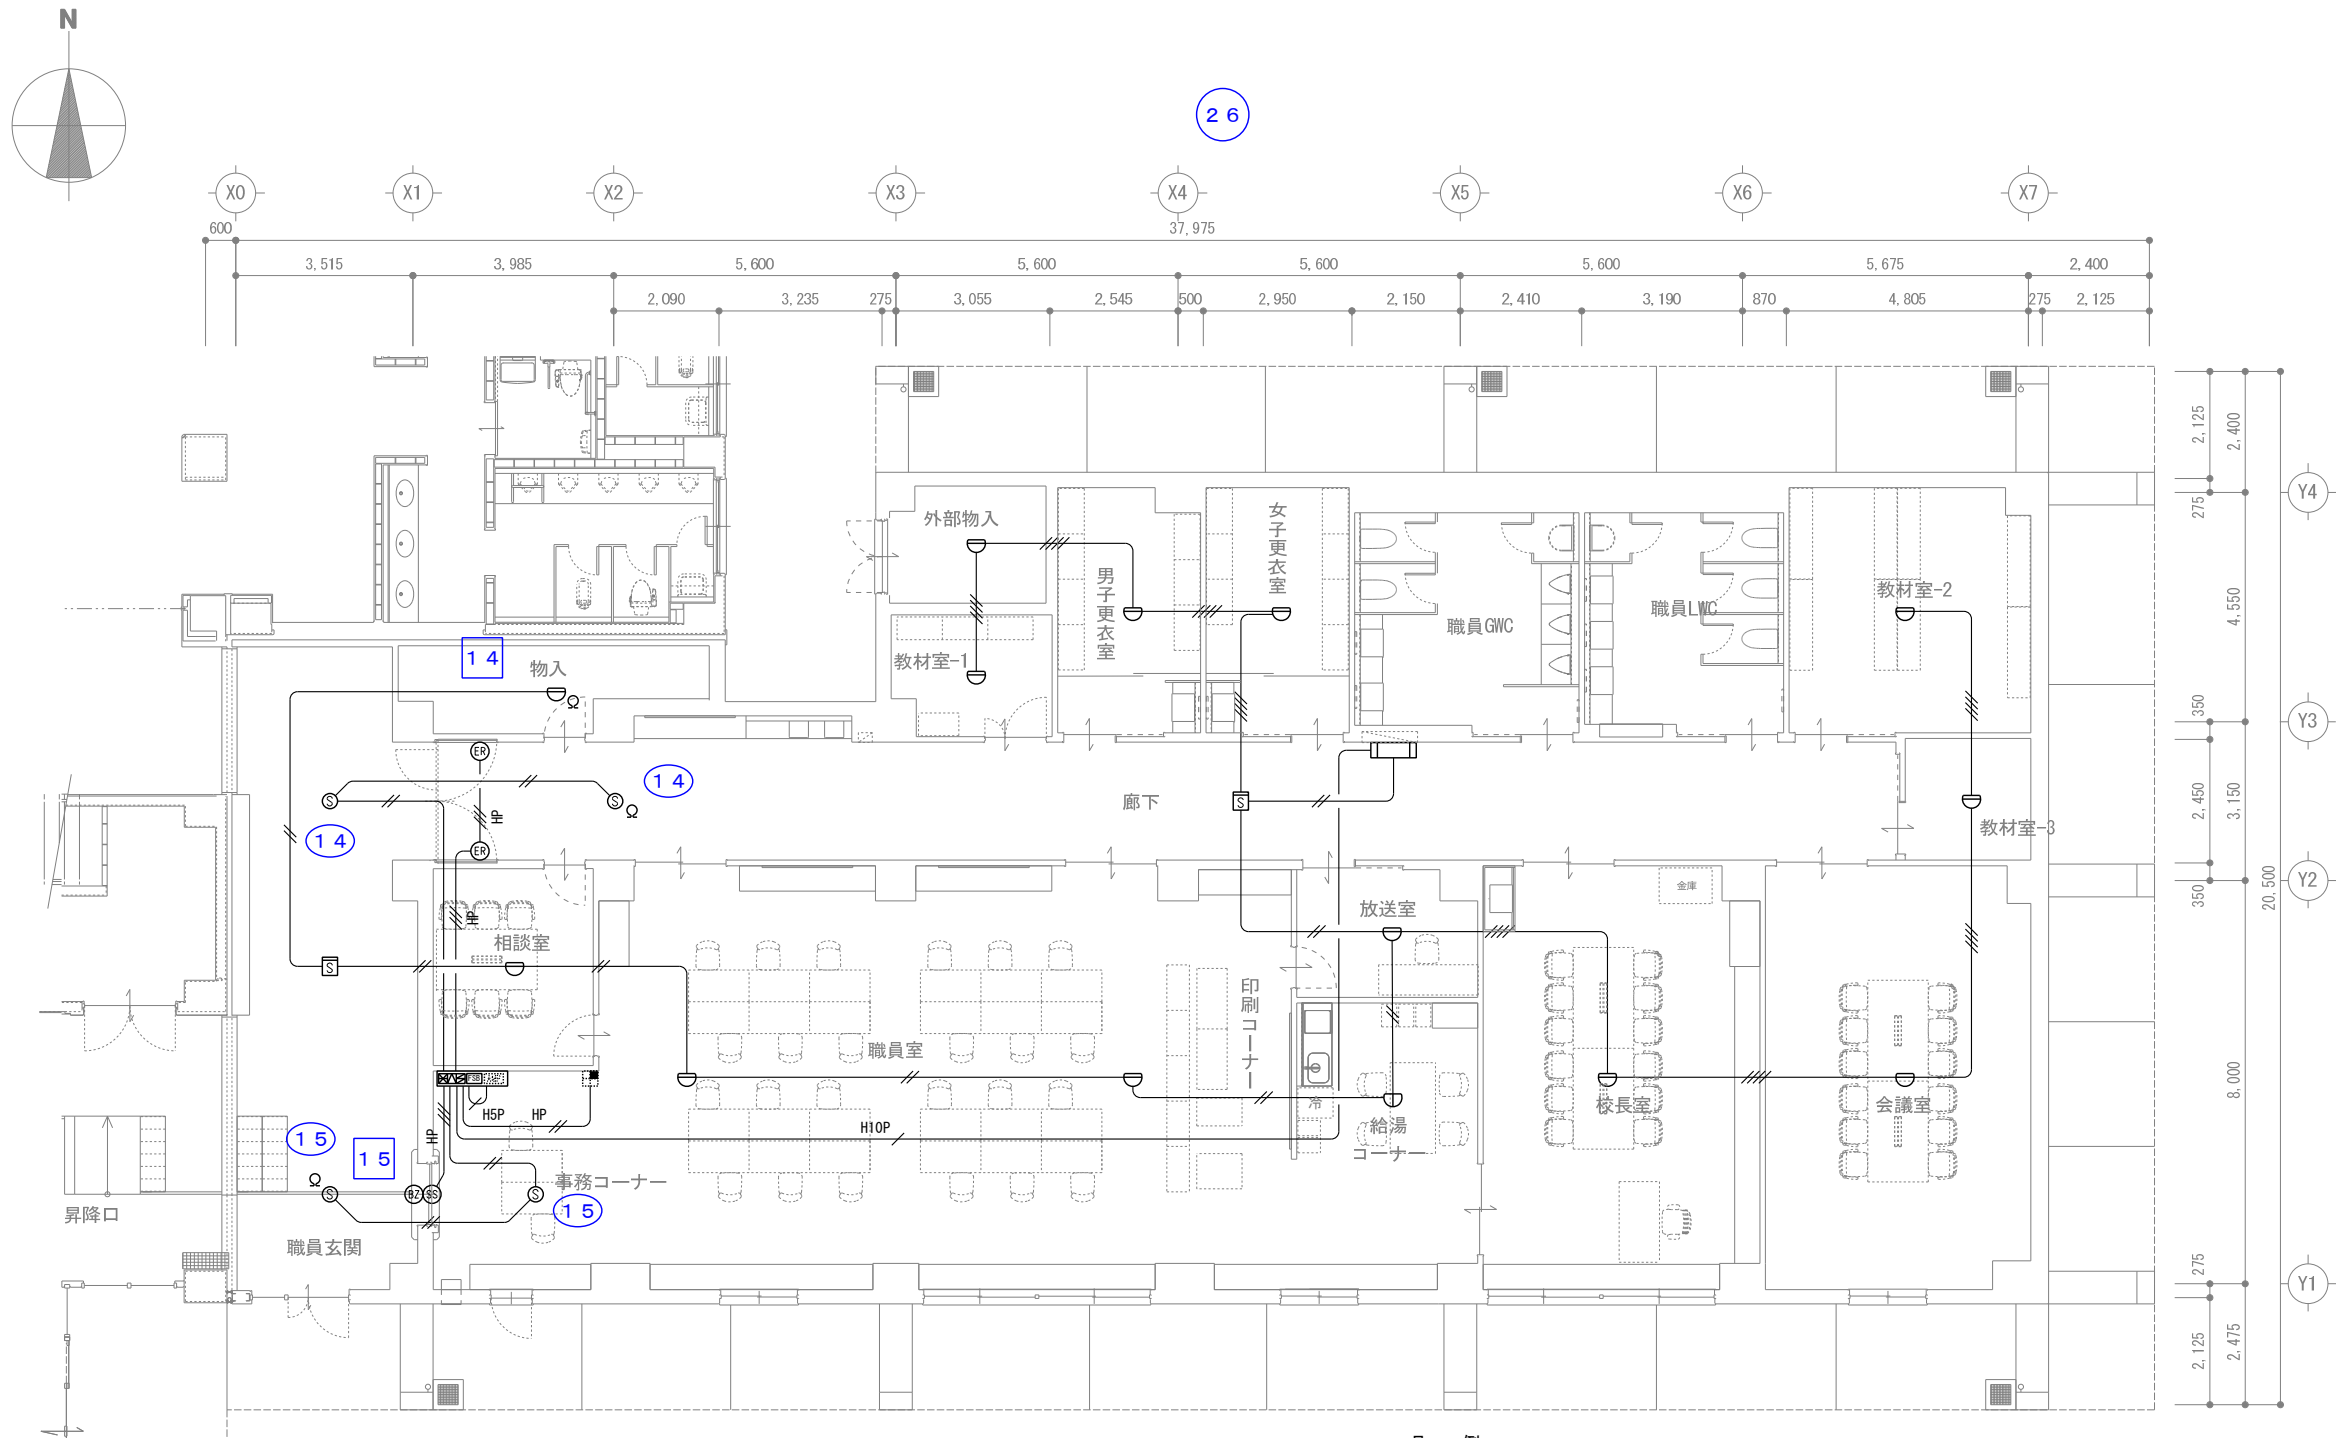 N
２６
X0 X1 X2 X3 X4 X5 X6 X7
600 37,975
3,515 3,985 5,600 5,600 5,600 5,600 5,675 2,400
2,090 3,235 275 3,055 2,545 500 2,950 2,150 2,410 3,190 870 4,805 275 2,125
2,125 2,400
Y4
275
外部物入
女子更衣室
男子更衣室
職員GWC
職員LWC
教材室-2
4,550
１４
物入
教材室-1
Ω
350
Y3
ER
HP
S
S
Ω
１４
１４
廊下
S
教材室-3
2,450 3,150
ER
HP
金庫
350
Y2
20,500
相談室
放送室
S
印刷コーナー
職員室
冷
校長室
会議室
8,000
H5P HP
HP
H10P
給湯
コーナー
１５
１５
Ω
S
BZ
SS
S
事務コーナー
１５
昇降口
職員玄関
275
Y1
2,125 2,475